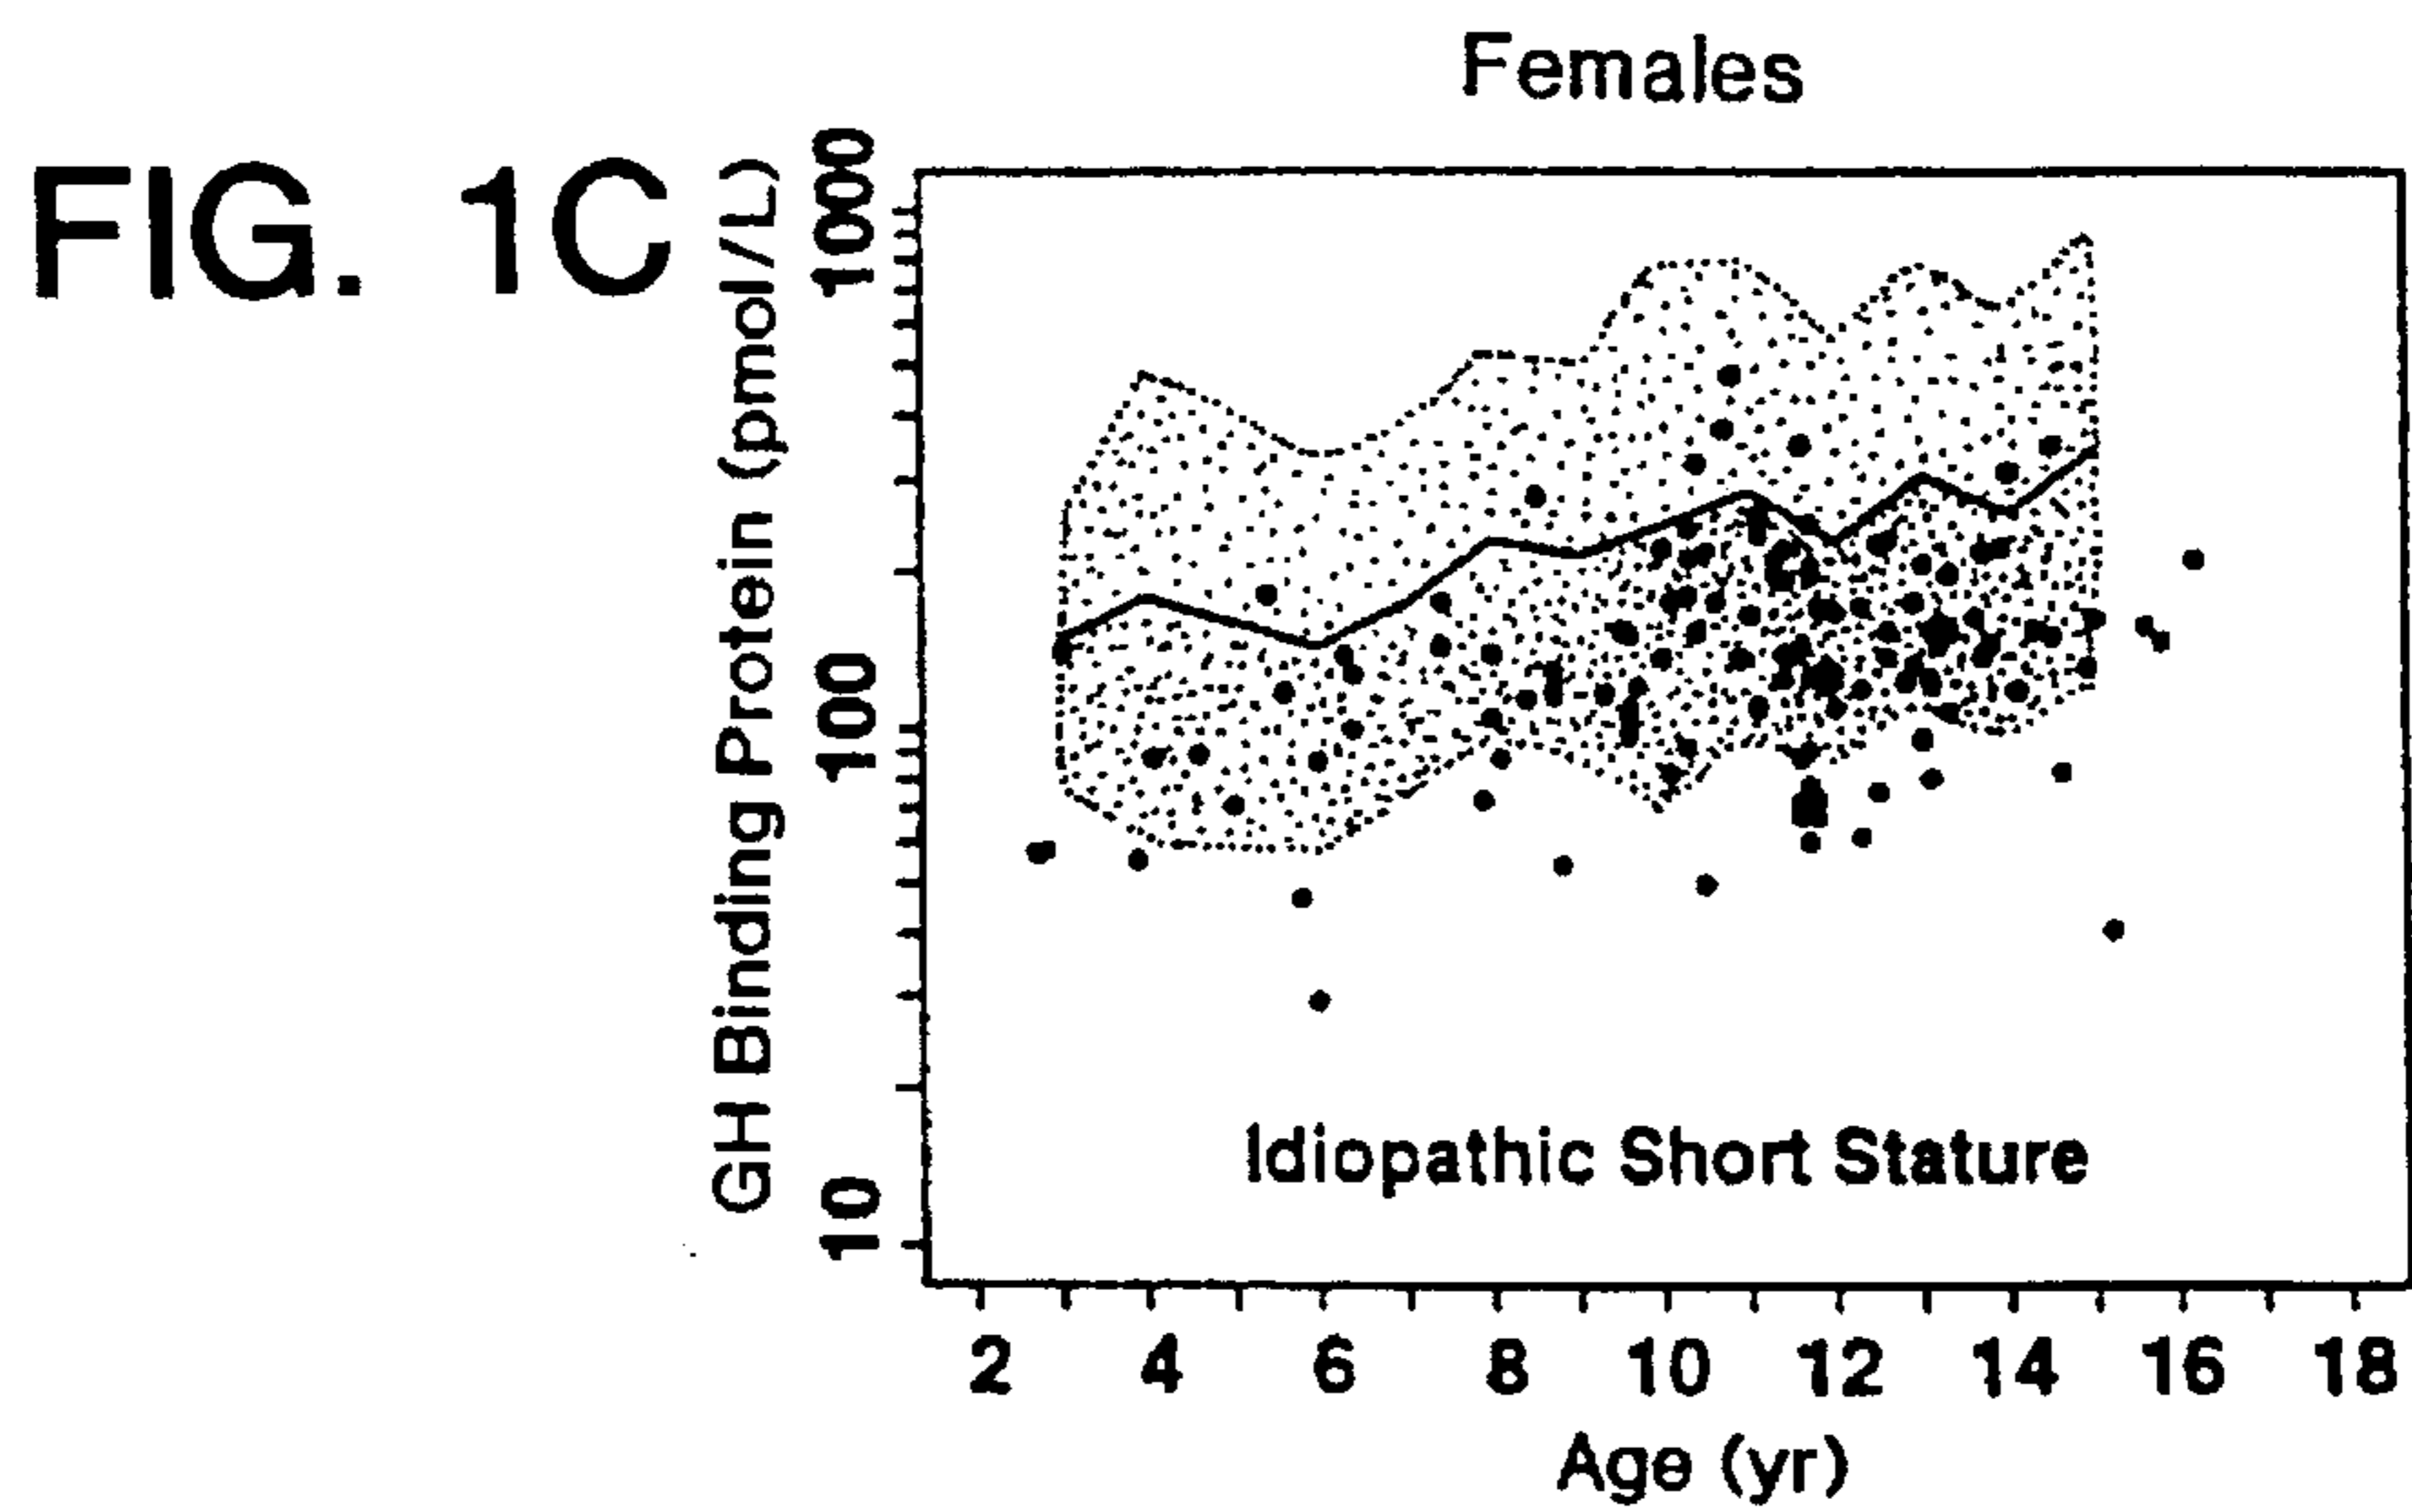 Females
FIG. 1C
GH Binding Protein (pmol/L)
1000
100
10
Idiopathic Short Stature
2 4 6 8 10 12 14 16 18
Age (yr)